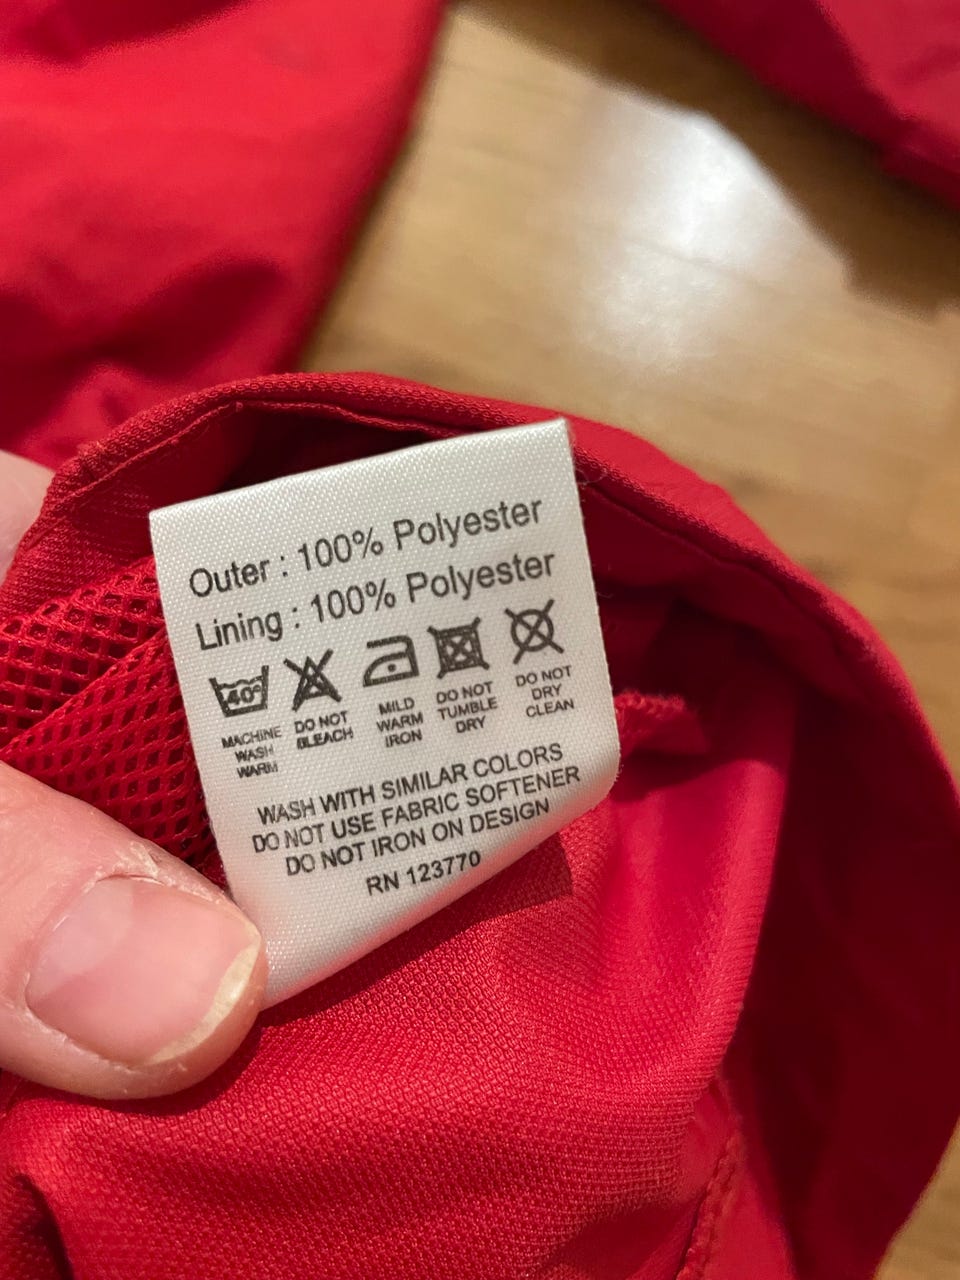 Outer : 100% Polyester
Lining : 100% Polyester
40°
MACHINE WASH WARM
DO NOT BLEACH
MILD WARM IRON
DO NOT TUMBLE DRY
DO NOT DRY CLEAN
WASH WITH SIMILAR COLORS
DO NOT USE FABRIC SOFTENER
DO NOT IRON ON DESIGN
RN 123770